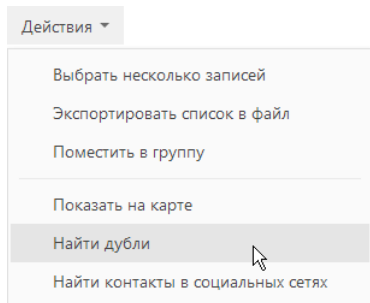 Действия
Выбрать несколько записей
Экспортировать список в файл
Поместить в группу
Показать на карте
Найти дубли
Найти контакты в социальных сетях